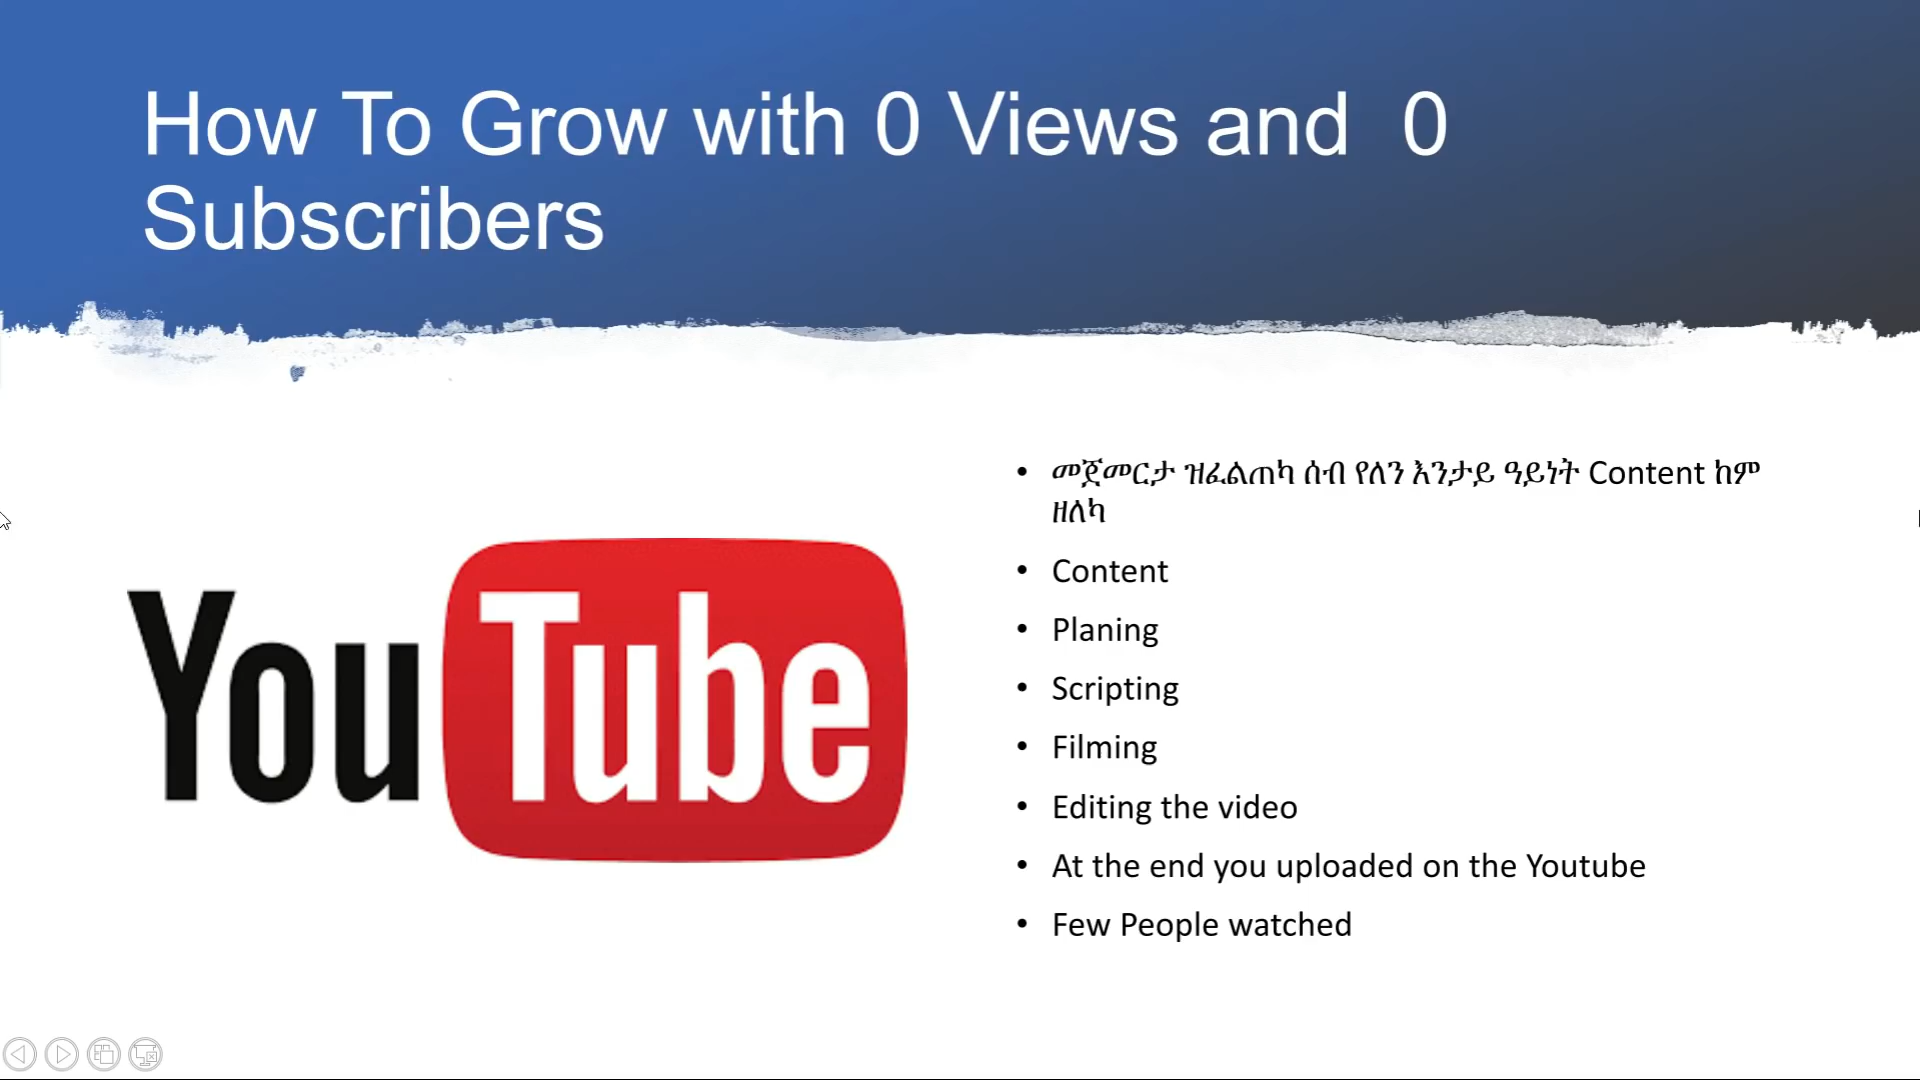 How To Grow with 0 Views and  0
Subscribers
• መጀመርታ ዝፈልጠካ ሰብ የለን እንታይ ዓይነት Content ከም
ዘለካ
• Content
• Planing
• Scripting
• Filming
• Editing the video
• At the end you uploaded on the Youtube
• Few People watched
YouTube